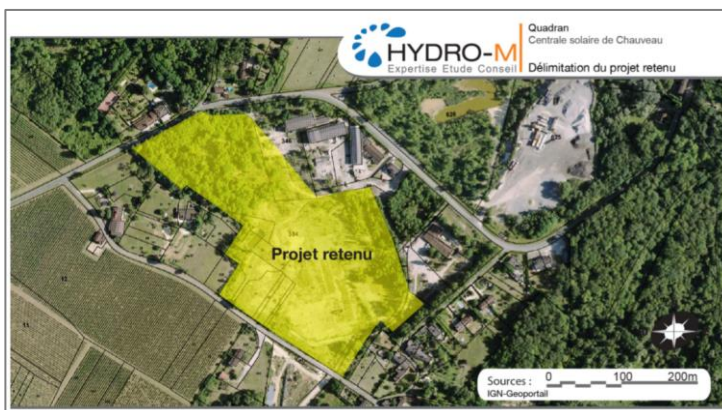 HYDRO-M
Expertise Etude Conseil
Quadran
Centrale solaire de Chauveau
Délimitation du projet retenu
Projet retenu
Sources :
IGN-Geoportail
0 100 200m